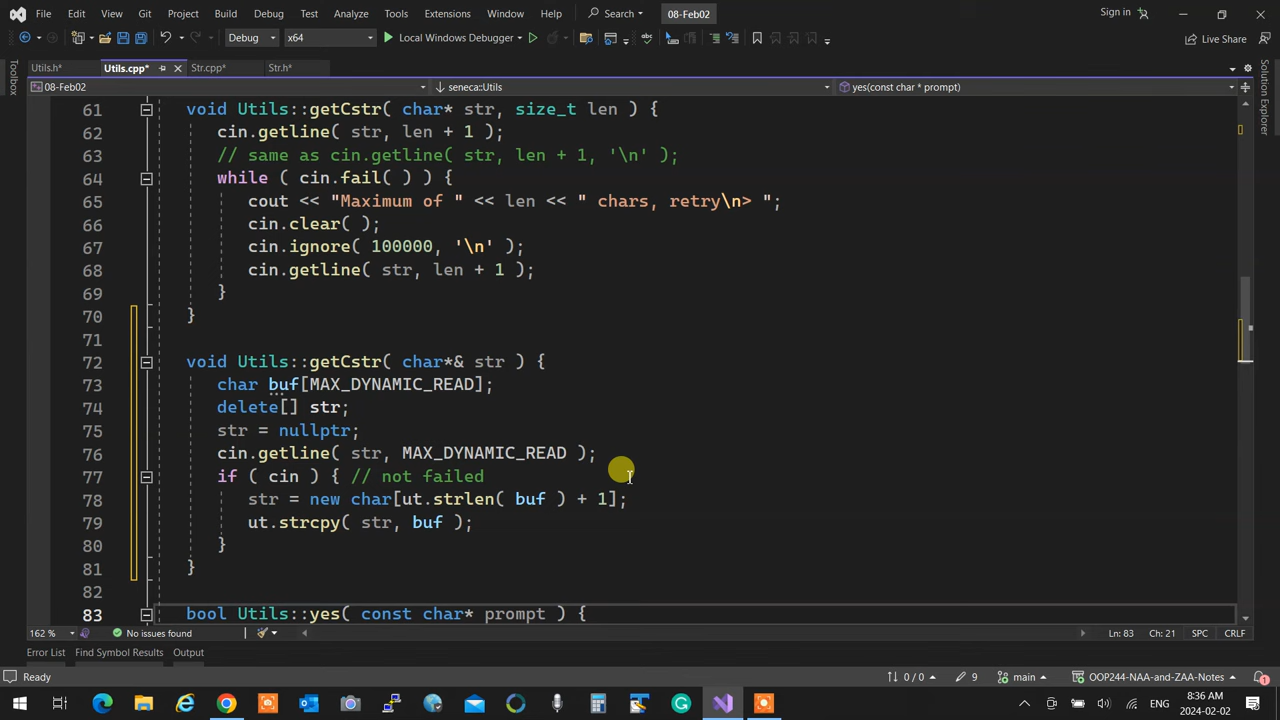 File Edit View Git Project Build Debug Test Analyze Tools Extensions Window Help Search 08-Feb02 Sign in
Debug x64 Local Windows Debugger Live Share
Utils.h* Utils.cpp* Str.cpp* Str.h*
08-Feb02 seneca::Utils yes(const char * prompt)
Toolbox
Solution Explorer
61 void Utils::getCstr( char* str, size_t len ) {
62 cin.getline( str, len + 1 );
63 // same as cin.getline( str, len + 1, '\n' );
64 while ( cin.fail( ) ) {
65 cout << "Maximum of " << len << " chars, retry\n> ";
66 cin.clear( );
67 cin.ignore( 100000, '\n' );
68 cin.getline( str, len + 1 );
69 }
70 }
71
72 void Utils::getCstr( char*& str ) {
73 char buf[MAX_DYNAMIC_READ];
74 delete[] str;
75 str = nullptr;
76 cin.getline( str, MAX_DYNAMIC_READ );
77 if ( cin ) { // not failed
78 str = new char[ut.strlen( buf ) + 1];
79 ut.strcpy( str, buf );
80 }
81 }
82
83 bool Utils::yes( const char* prompt ) {
162 % No issues found Ln: 83 Ch: 21 SPC CRLF
Error List Find Symbol Results Output
Ready 0 / 0 9 main OOP244-NAA-and-ZAA-Notes 1
ENG 8:36 AM
2024-02-02